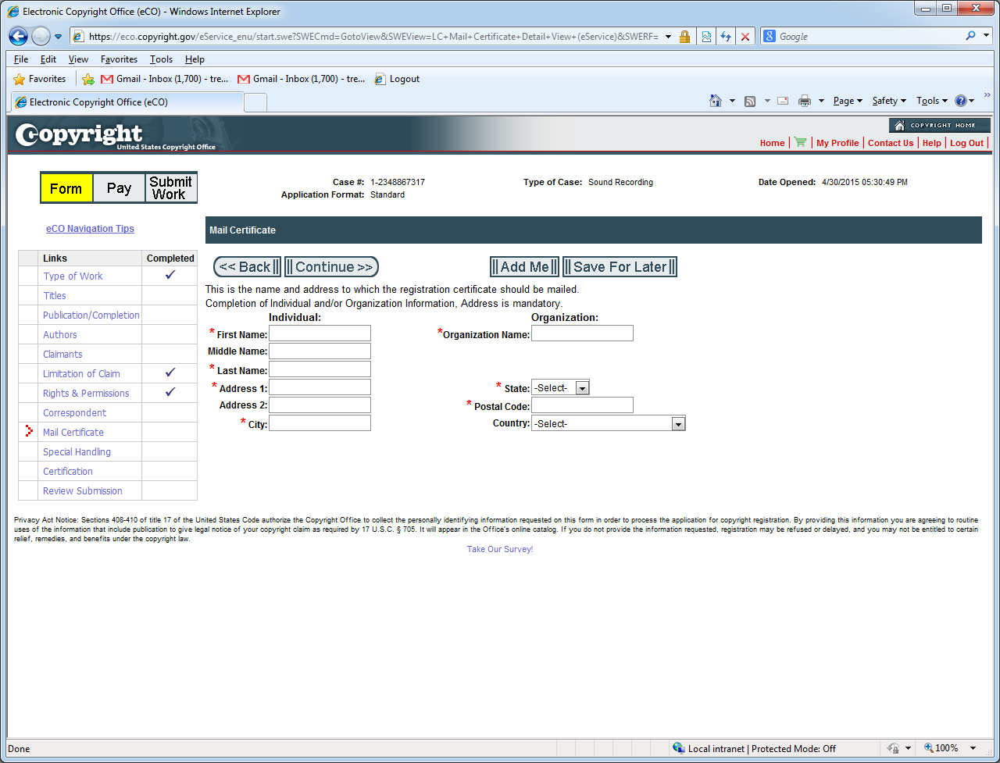 Electronic Copyright Office (eCO) - Windows Internet Explorer
https://eco.copyright.gov/eService_enu/start.swe?SWECmd=GotoView&SWEView=LC+Mail+Certificate+Detail+View+(eService)&SWERF=
Google
File Edit View Favorites Tools Help
Favorites Gmail - Inbox (1,700) - tre... Gmail - Inbox (1,700) - tre... Logout
Electronic Copyright Office (eCO)
Page Safety Tools
Copyright
United States Copyright Office
COPYRIGHT HOME
Home | My Profile | Contact Us | Help | Log Out |
Form Pay Submit Work
Case #: 1-2348867317 Type of Case: Sound Recording Date Opened: 4/30/2015 05:30:49 PM
Application Format: Standard
eCO Navigation Tips
Mail Certificate
Links Completed
Type of Work
Titles
Publication/Completion
Authors
Claimants
Limitation of Claim
Rights & Permissions
Correspondent
Mail Certificate
Special Handling
Certification
Review Submission
<< Back Continue >> Add Me Save For Later
This is the name and address to which the registration certificate should be mailed.
Completion of Individual and/or Organization Information, Address is mandatory.
Individual: Organization:
* First Name: *Organization Name:
Middle Name:
* Last Name:
* Address 1: * State: -Select-
Address 2: * Postal Code:
* City: Country: -Select-
Privacy Act Notice: Sections 408-410 of title 17 of the United States Code authorize the Copyright Office to collect the personally identifying information requested on this form in order to process the application for copyright registration. By providing this information you are agreeing to routine
uses of the information that include publication to give legal notice of your copyright claim as required by 17 U.S.C. § 705. It will appear in the Office's online catalog. If you do not provide the information requested, registration may be refused or delayed, and you may not be entitled to certain
relief, remedies, and benefits under the copyright law.
Take Our Survey!
Done
Local intranet | Protected Mode: Off
100%